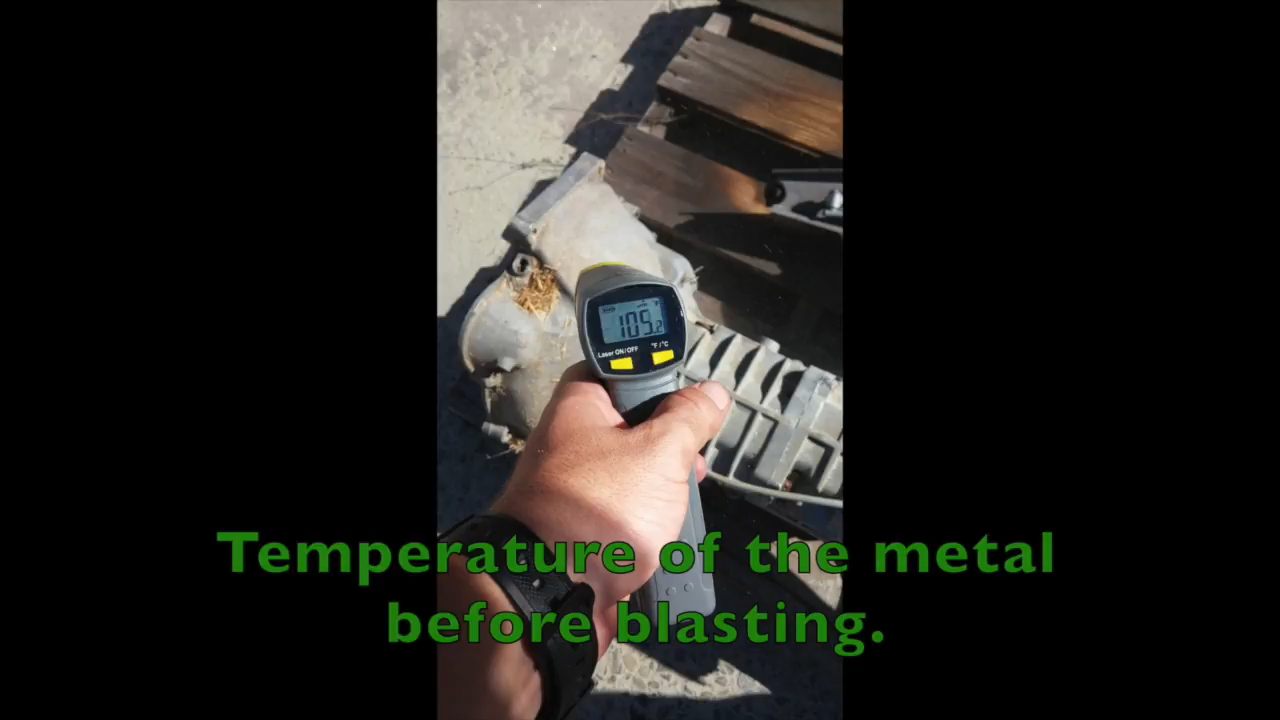 105.2
Laser ON/OFF °F/°C
Temperature of the metal
before blasting.